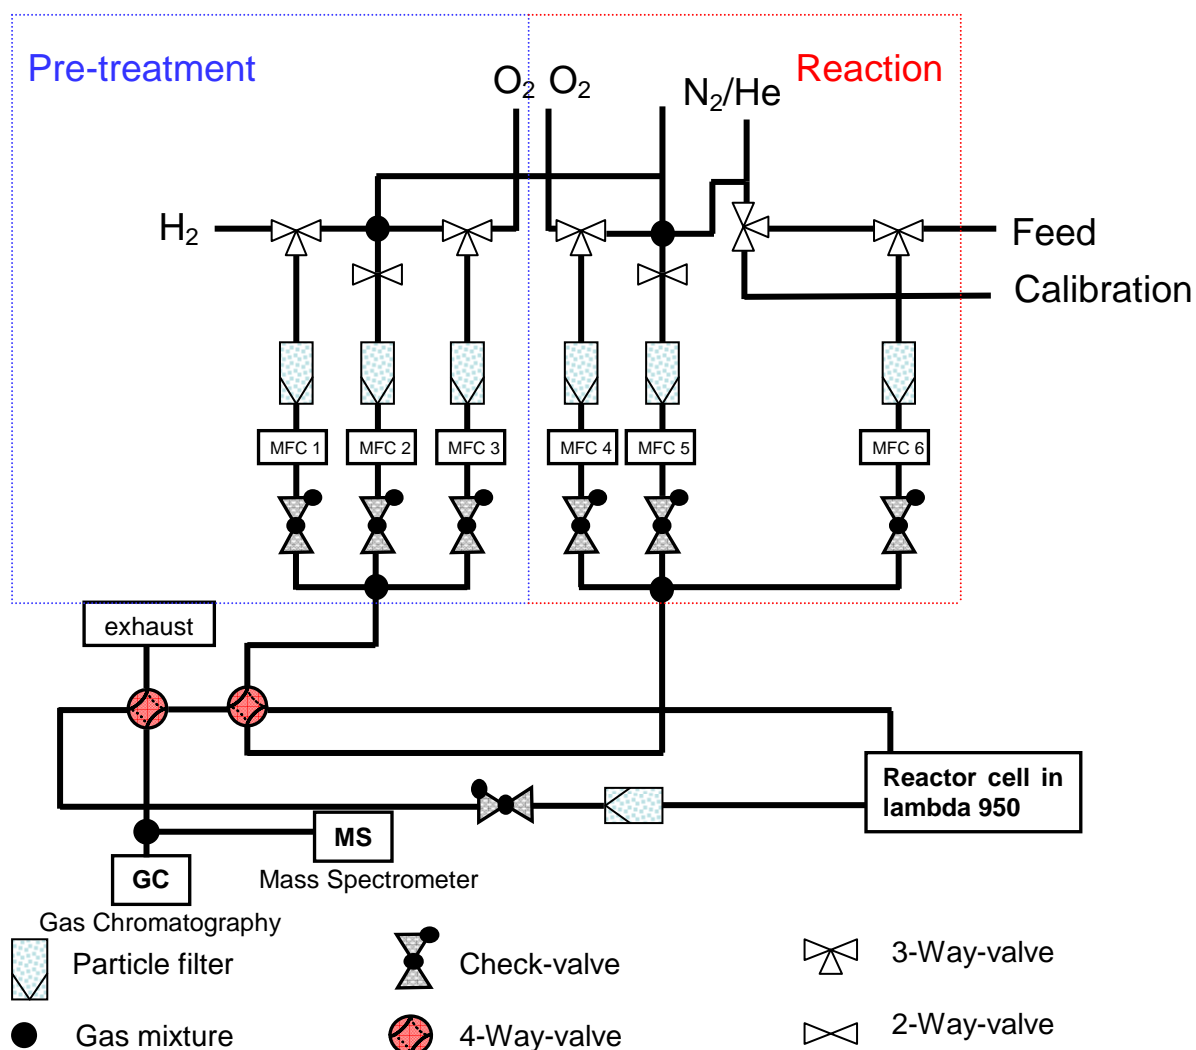 Pre-treatment
Reaction
O2 O2
N2/He
H2
Feed
Calibration
MFC 1
MFC 2
MFC 3
MFC 4
MFC 5
MFC 6
exhaust
Reactor cell in
lambda 950
MS
Mass Spectrometer
GC
Gas Chromatography
Particle filter
Check-valve
3-Way-valve
Gas mixture
4-Way-valve
2-Way-valve